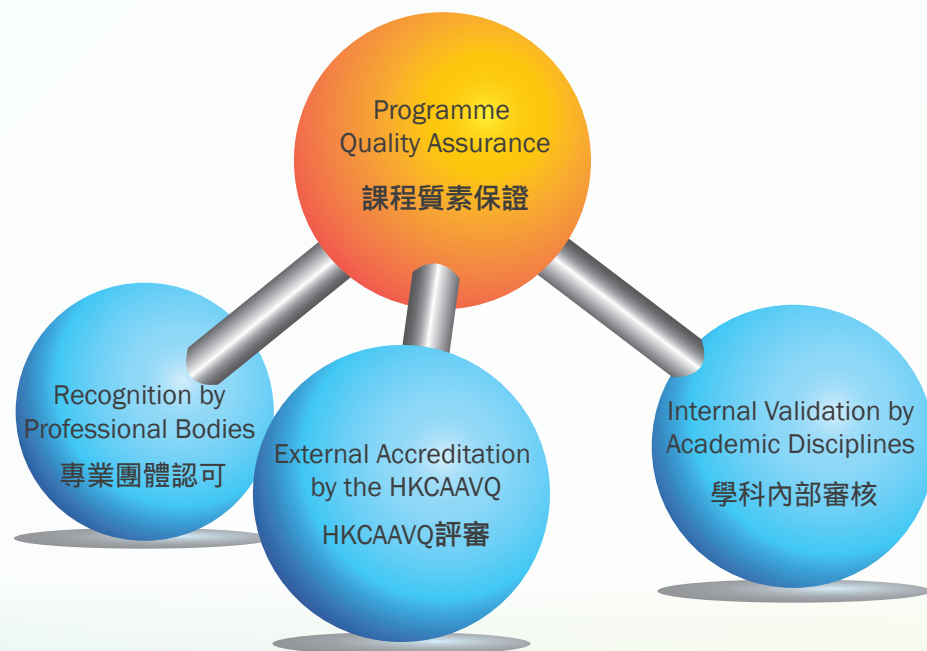 Programme
Quality Assurance
課程質素保證
Recognition by
Professional Bodies
專業團體認可
External Accreditation
by the HKCAAVQ
HKCAAVQ評審
Internal Validation by
Academic Disciplines
學科內部審核